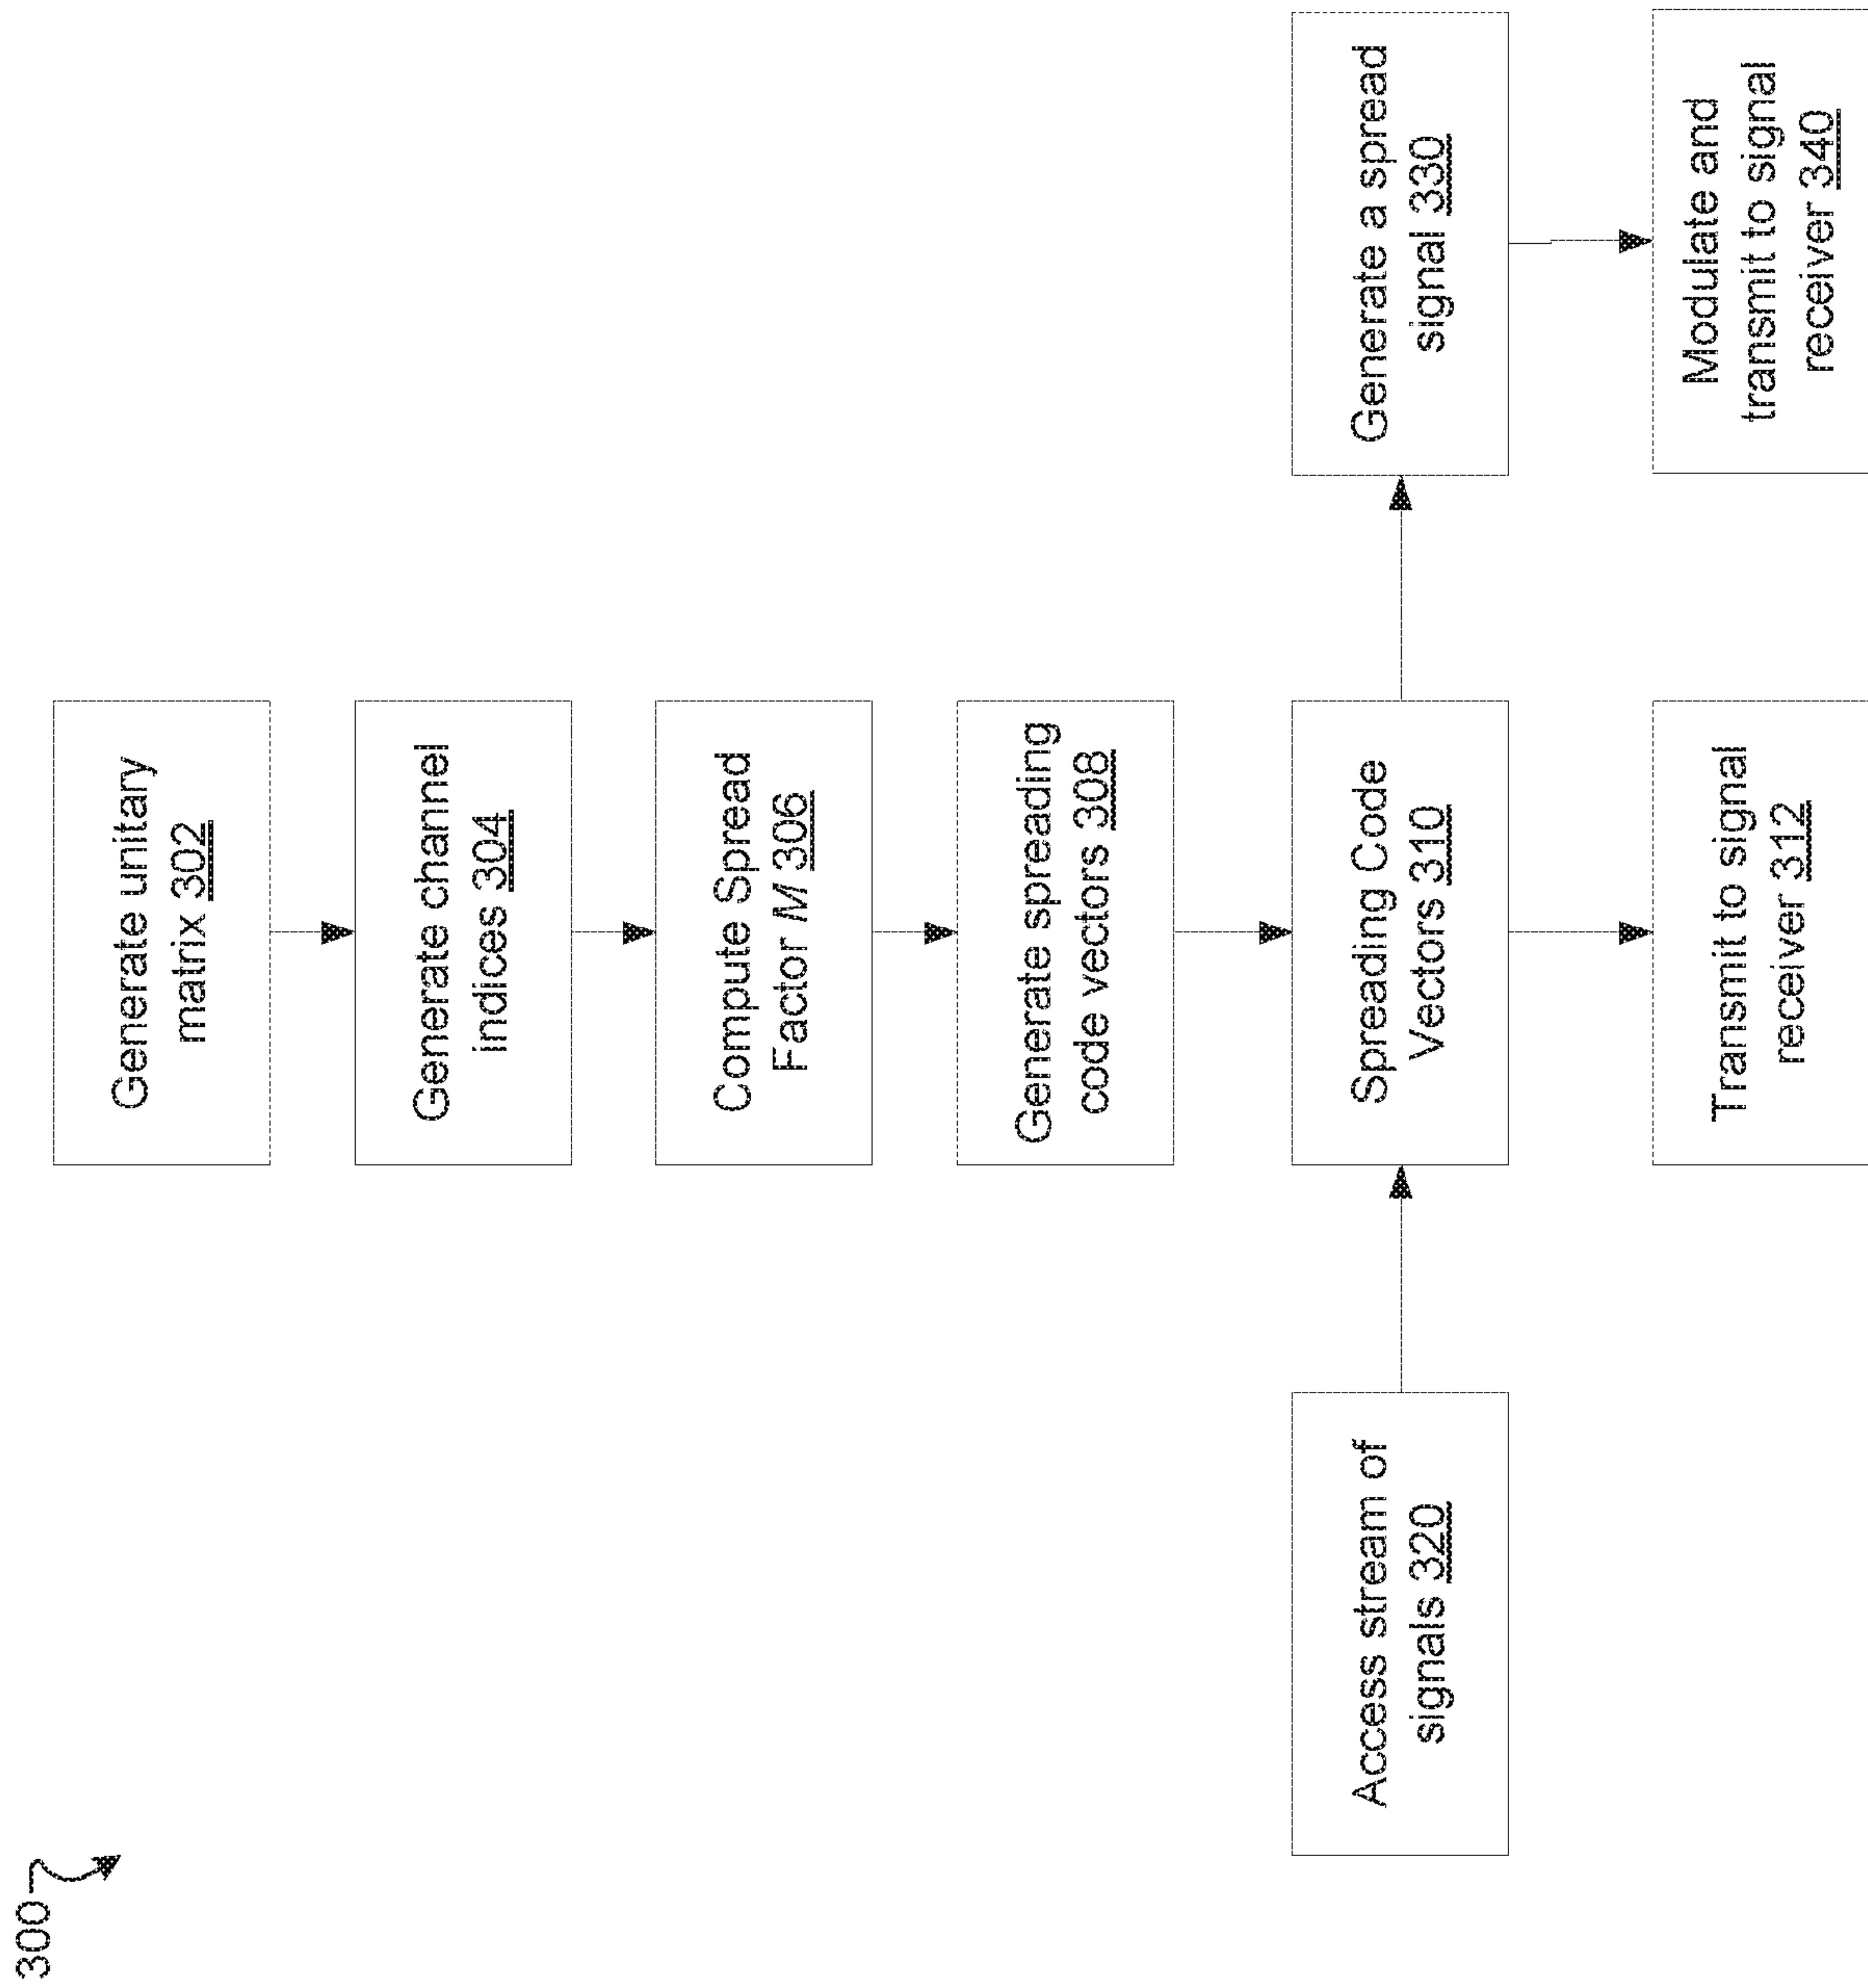 300
Generate unitary
matrix 302
Generate channel
indices 304
Compute Spread
Factor M 306
Generate spreading
code vectors 308
Access stream of
signals 320
Spreading Code
Vectors 310
Generate a spread
signal 330
Transmit to signal
receiver 312
Modulate and
transmit to signal
receiver 340